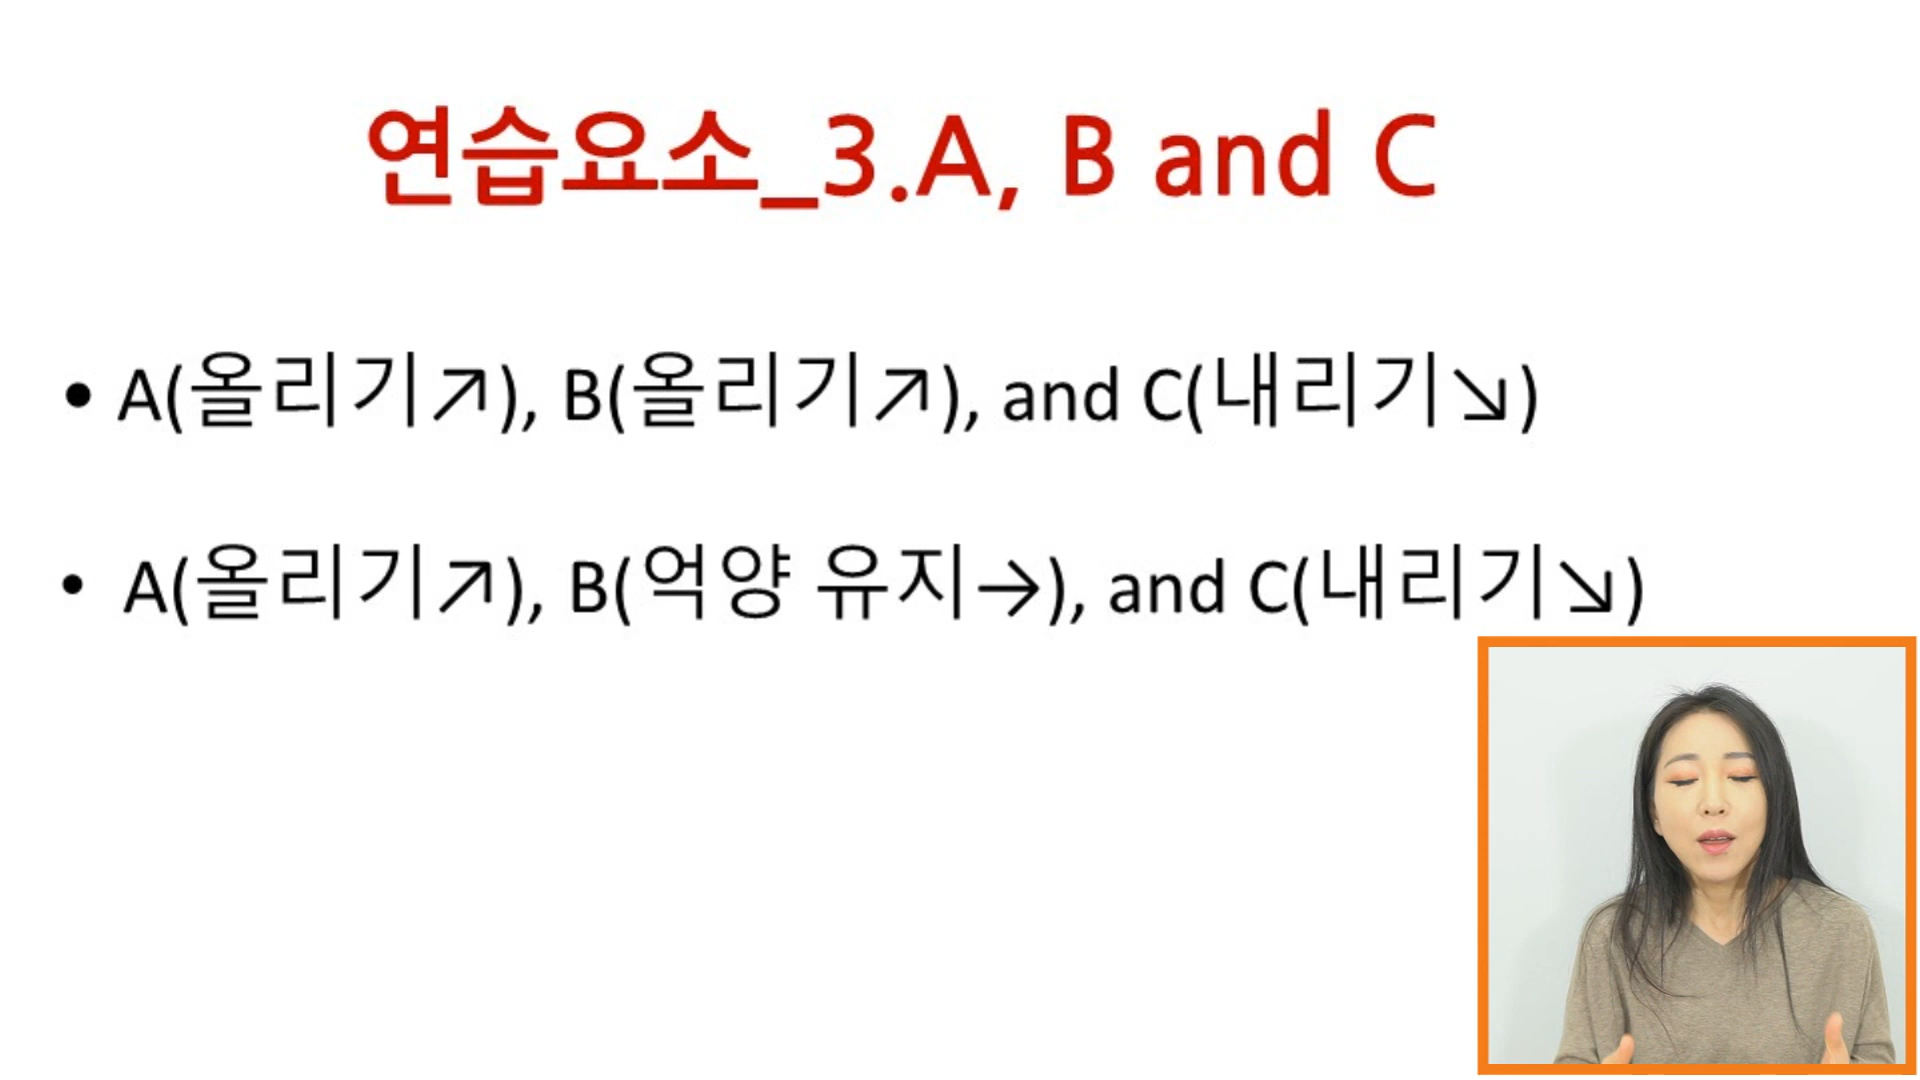 연습요소_3.A, B and C
• A(올리기↗), B(올리기↗), and C(내리기↘)
• A(올리기↗), B(억양 유지→), and C(내리기↘)